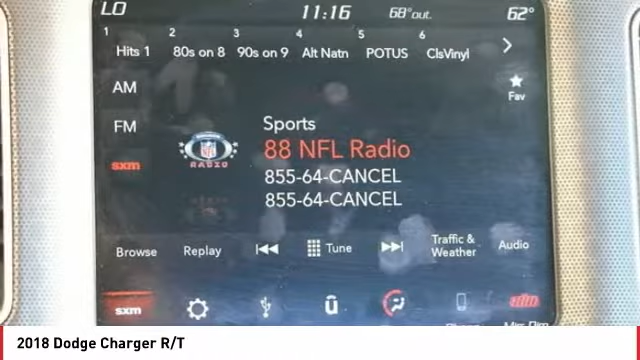 LO 11:16 68°out. 62°
1 2 3 4 5 6
Hits 1 80s on 8 90s on 9 Alt Natn POTUS ClsVinyl
AM
Fav
FM
Sports
88 NFL Radio
NFL
RADIO
sxm
855-64-CANCEL
855-64-CANCEL
Browse Replay Tune Traffic & Weather Audio
sxm
2018 Dodge Charger R/T